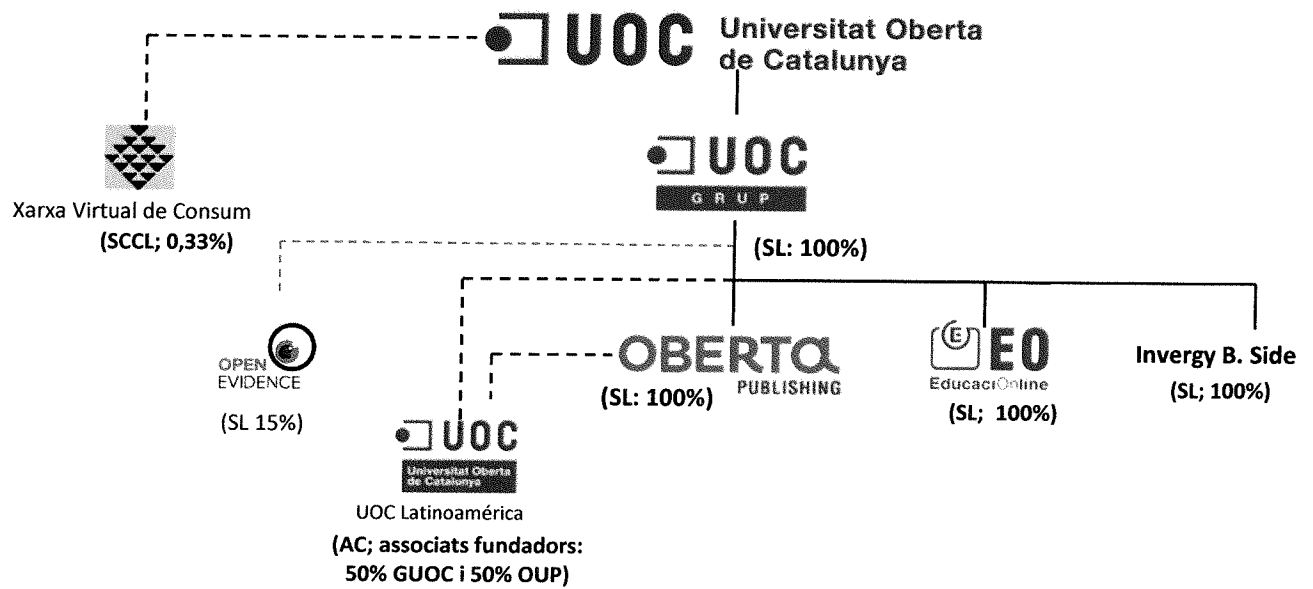 UOC Universitat Oberta
de Catalunya
UOC
GRUP
Xarxa Virtual de Consum
(SCCL; 0,33%)
(SL: 100%)
OPEN
EVIDENCE
(SL 15%)
OBERTA
PUBLISHING
(SL: 100%)
E EO
EducaciOnline
(SL; 100%)
Invergy B. Side
(SL; 100%)
UOC
Universitat Oberta
de Catalunya
UOC Latinoamérica
(AC; associats fundadors:
50% GUOC i 50% OUP)